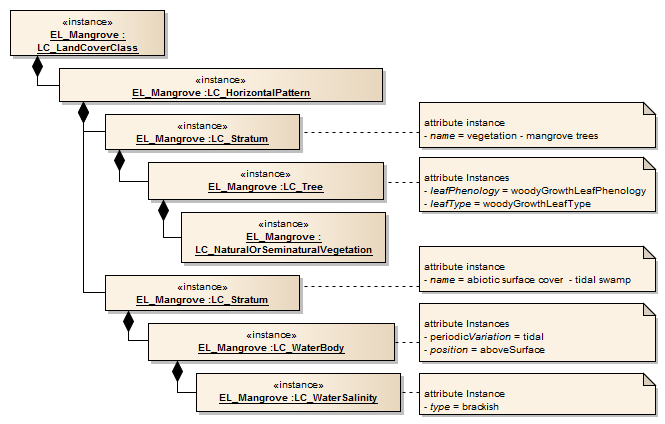 «instance»
EL_Mangrove :
LC_LandCoverClass
«instance»
EL_Mangrove :LC_HorizontalPattern
«instance»
EL_Mangrove :LC_Stratum
attribute instance
- name = vegetation - mangrove trees
«instance»
EL_Mangrove :LC_Tree
attribute Instances
- leafPhenology = woodyGrowthLeafPhenology
- leafType = woodyGrowthLeafType
«instance»
EL_Mangrove :
LC_NaturalOrSeminaturalVegetation
«instance»
EL_Mangrove :LC_Stratum
attribute instance
- name = abiotic surface cover - tidal swamp
«instance»
EL_Mangrove :LC_WaterBody
attribute Instances
- periodicVariation = tidal
- position = aboveSurface
«instance»
EL_Mangrove :LC_WaterSalinity
attribute Instance
- type = brackish